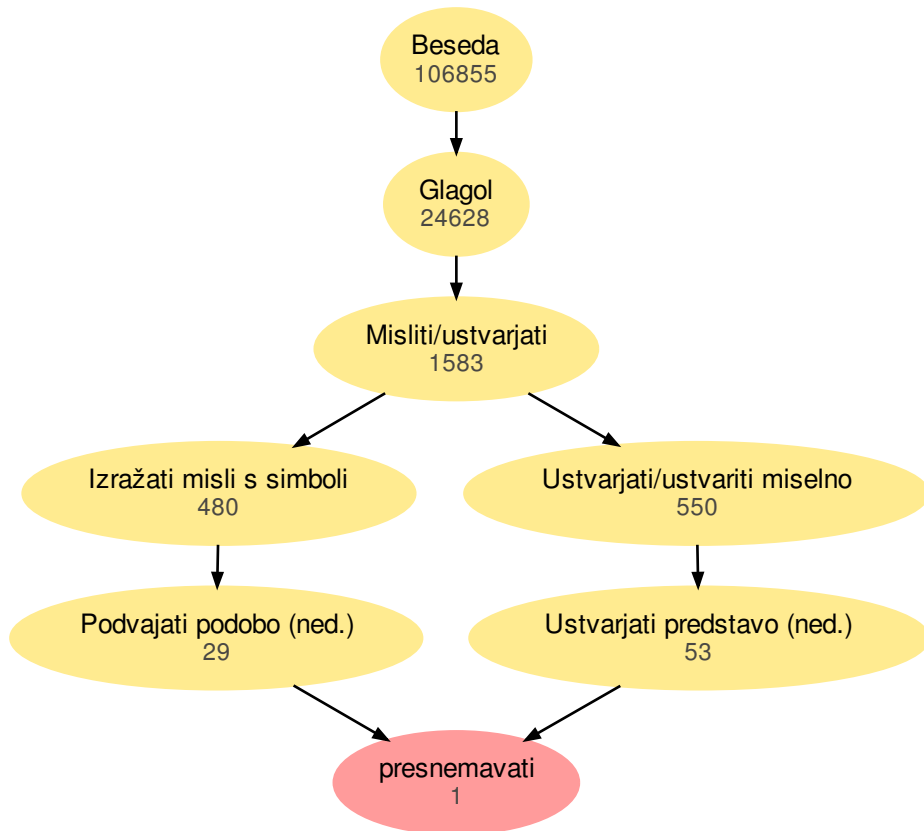 Beseda
106855
Glagol
24628
Misliti/ustvarjati
1583
Izražati misli s simboli
480
Ustvarjati/ustvariti miselno
550
Podvajati podobo (ned.)
29
Ustvarjati predstavo (ned.)
53
presnemavati
1